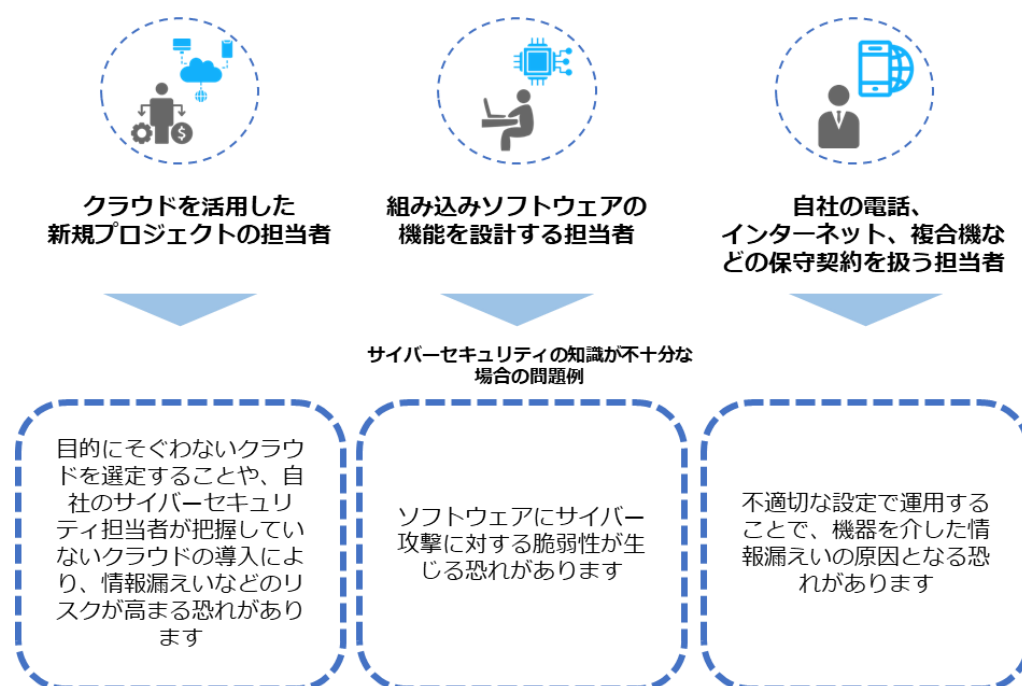 クラウドを活用した
新規プロジェクトの担当者
組み込みソフトウェアの
機能を設計する担当者
自社の電話、
インターネット、複合機な
どの保守契約を扱う担当者
サイバーセキュリティの知識が不十分な
場合の問題例
目的にそぐわないクラウ
ドを選定することや、自
社のサイバーセキュリ
ティ担当者が把握してい
ないクラウドの導入によ
り、情報漏えいなどのリ
スクが高まる恐れがあり
ます
ソフトウェアにサイバー
攻撃に対する脆弱性が生
じる恐れがあります
不適切な設定で運用する
ことで、機器を介した情
報漏えいの原因となる恐
れがあります